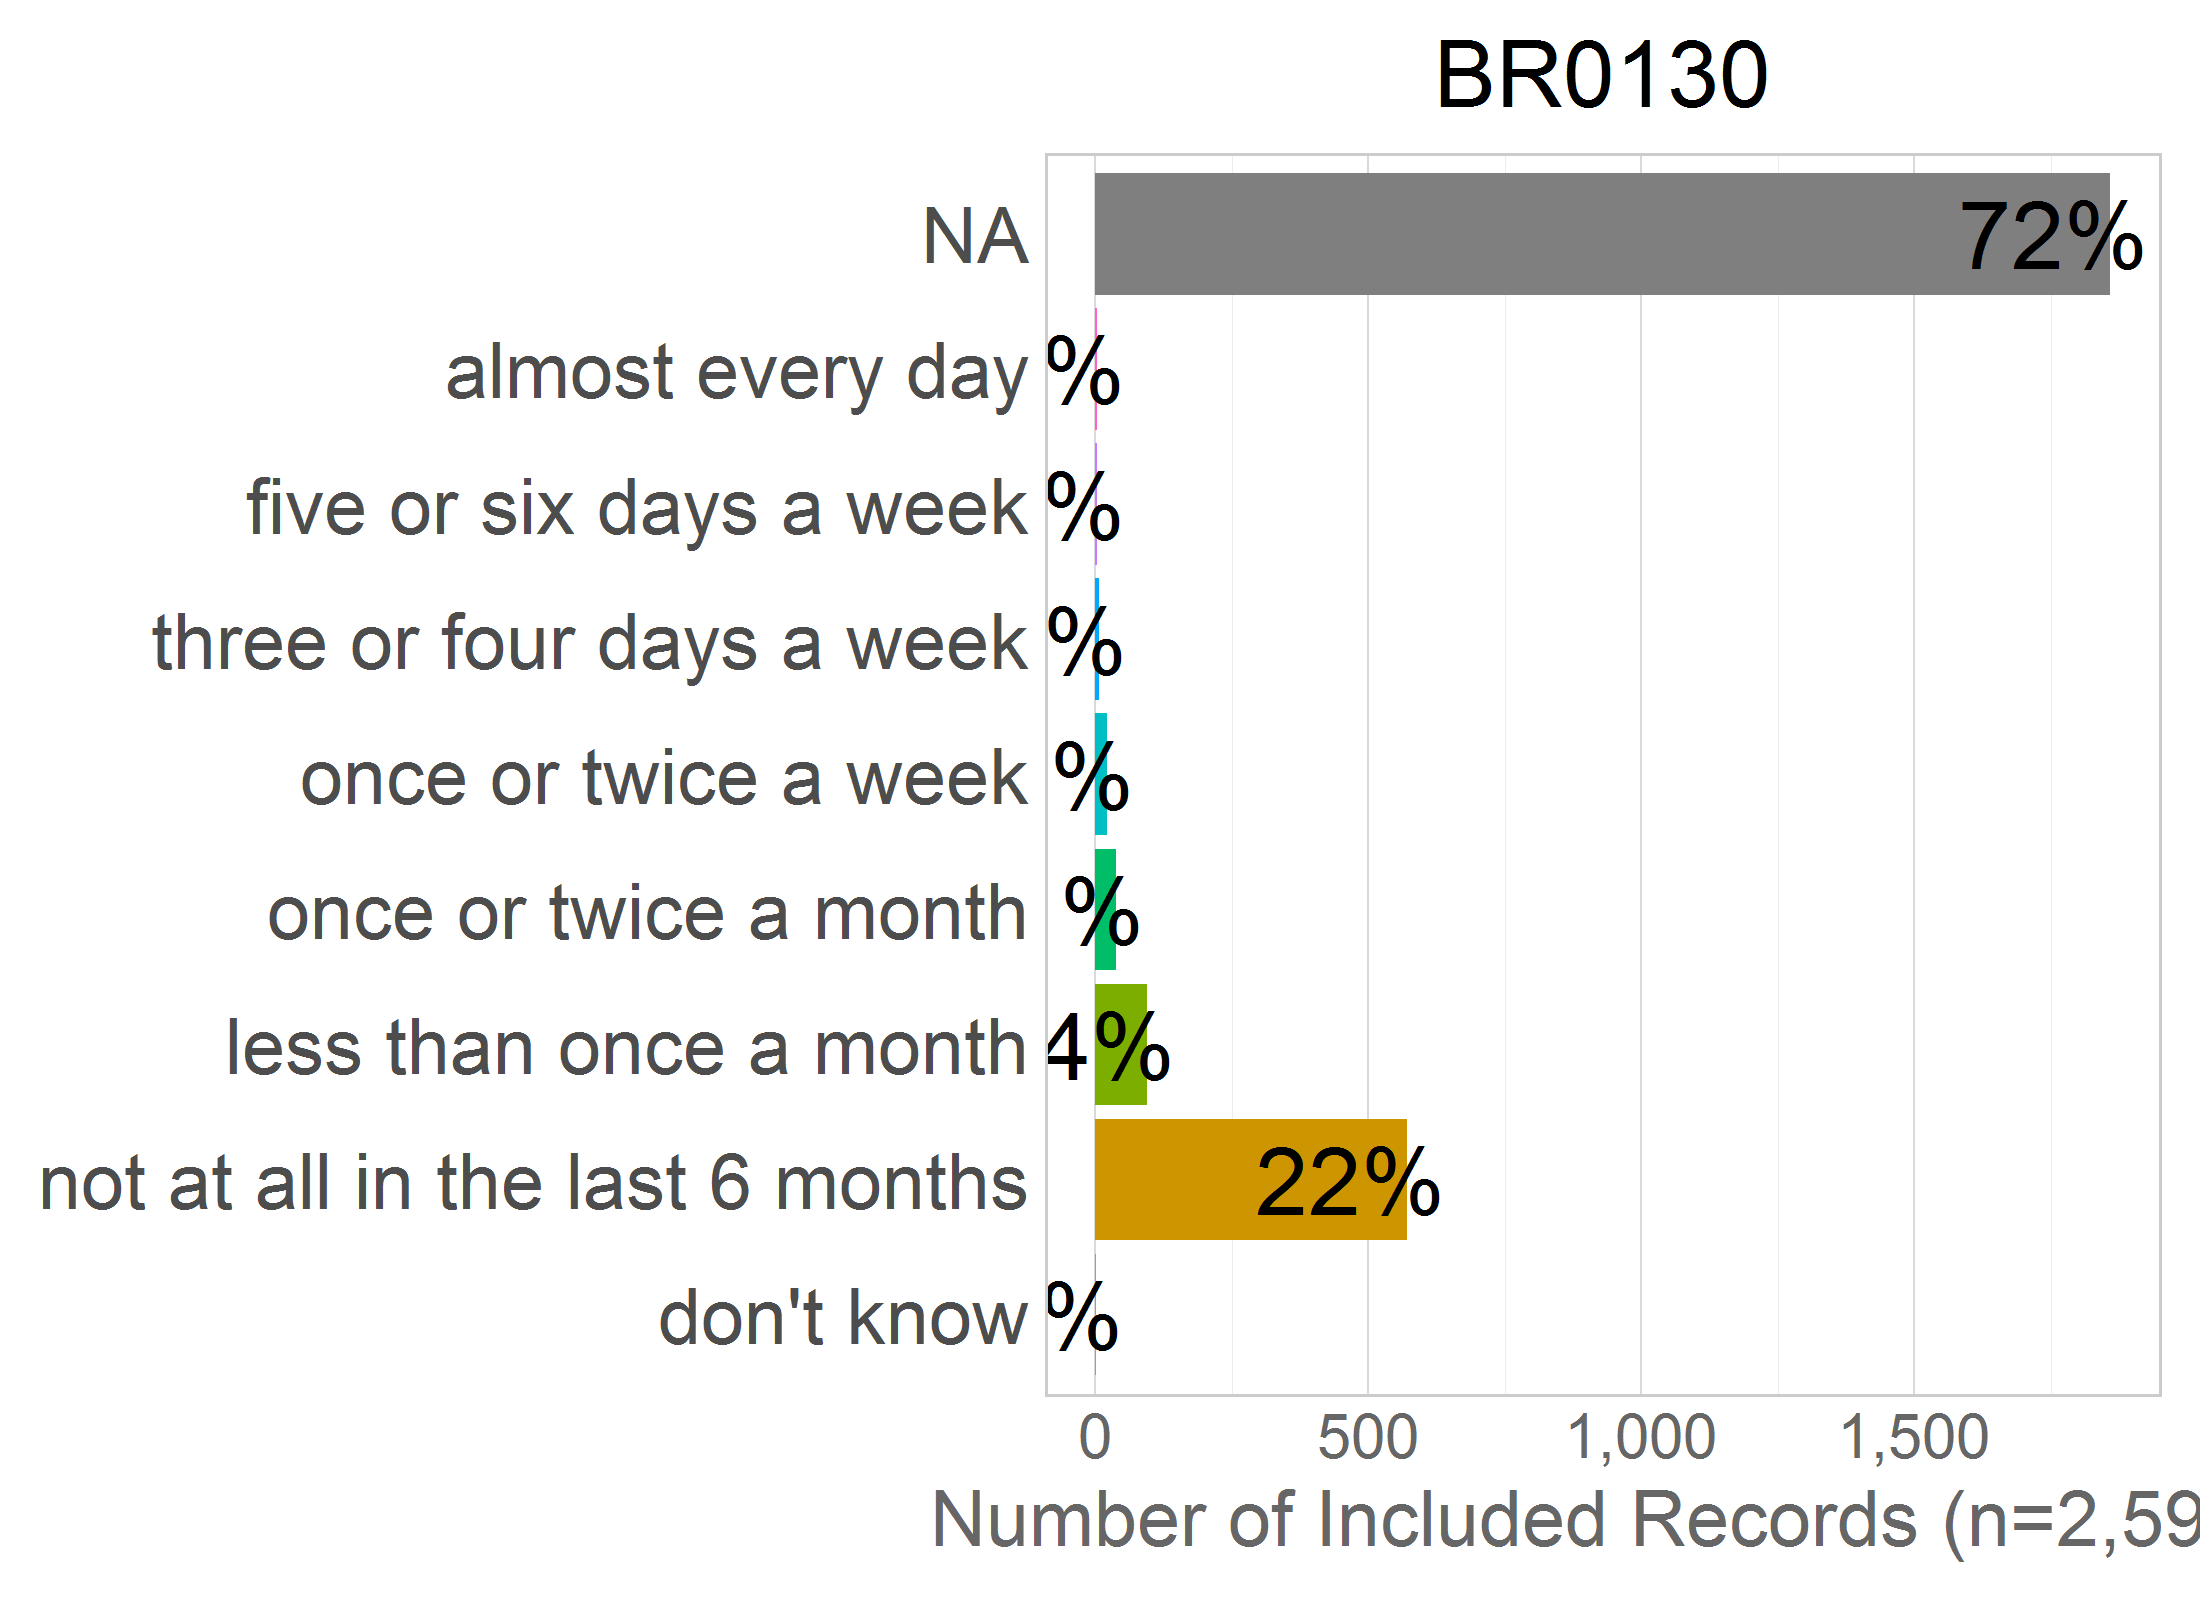 BR0130
NA 72%
almost every day %
five or six days a week %
three or four days a week %
once or twice a week %
once or twice a month %
less than once a month 4%
not at all in the last 6 months 22%
don't know %
0 500 1,000 1,500
Number of Included Records (n=2,59